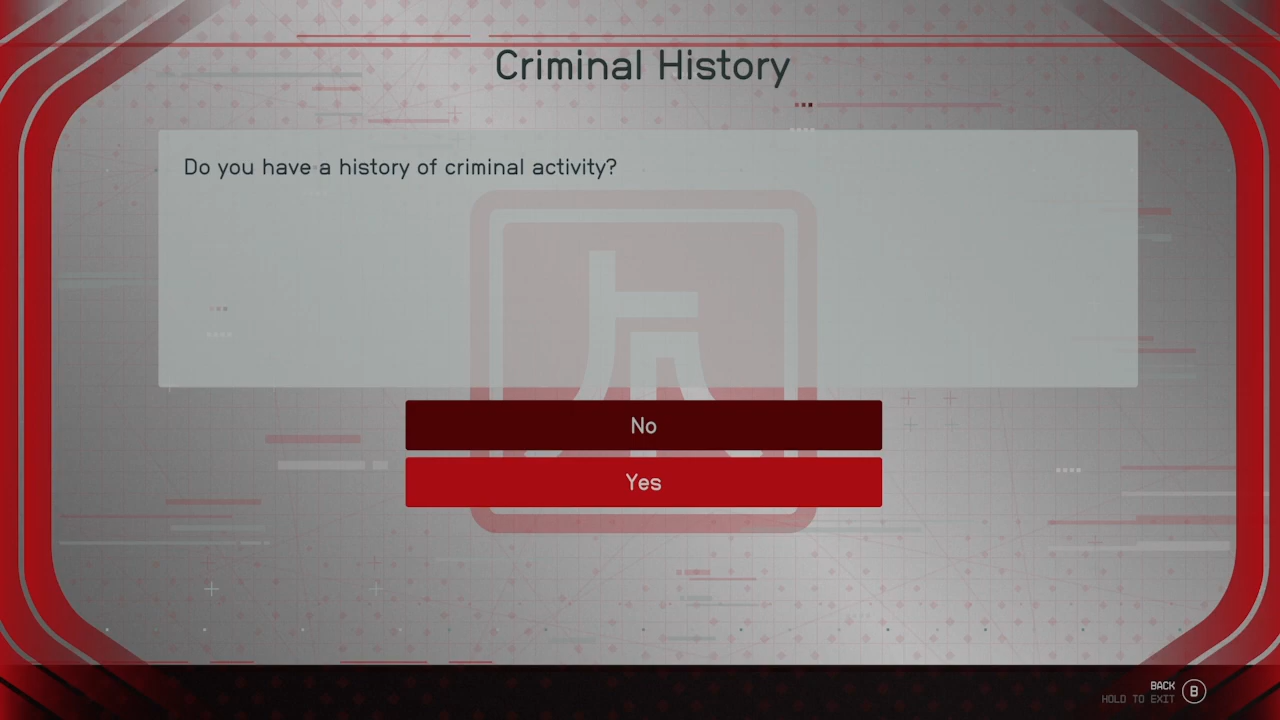 Criminal History
Do you have a history of criminal activity?
No
Yes
BACK
HOLD TO EXIT
B